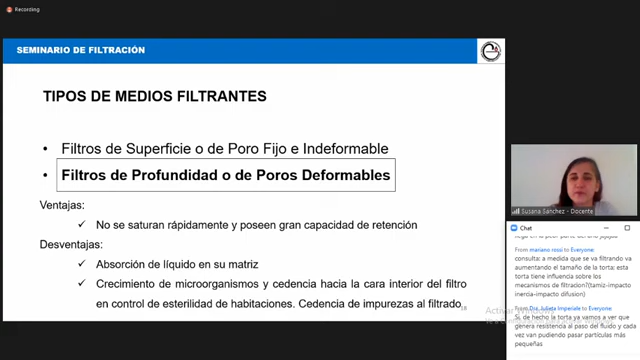 Recording
SEMINARIO DE FILTRACIÓN
TIPOS DE MEDIOS FILTRANTES
• Filtros de Superficie o de Poro Fijo e Indeformable
• Filtros de Profundidad o de Poros Deformables
Ventajas:
✓ No se saturan rápidamente y poseen gran capacidad de retención
Desventajas:
✓ Absorción de líquido en su matriz
✓ Crecimiento de microorganismos y cedencia hacia la cara interior del filtro
en control de esterilidad de habitaciones. Cedencia de impurezas al filtrado.
18
Activar Windows
Susana Sánchez - Docente
Chat
From mariano rossi to Everyone:
consulta: a medida que se va filtrando va
aumentando el tamaño de la torta: esta
torta tiene influencia sobre los
mecanismos de filtracion?(tamiz-impacto
inercia-impacto difusion)
From Dra. Julieta Imperiale to Everyone:
Si, de hecho la torta ya vamos a ver que
genera resistencia al paso del fluido y cada
vez van pudiendo pasar partículas más
pequeñas